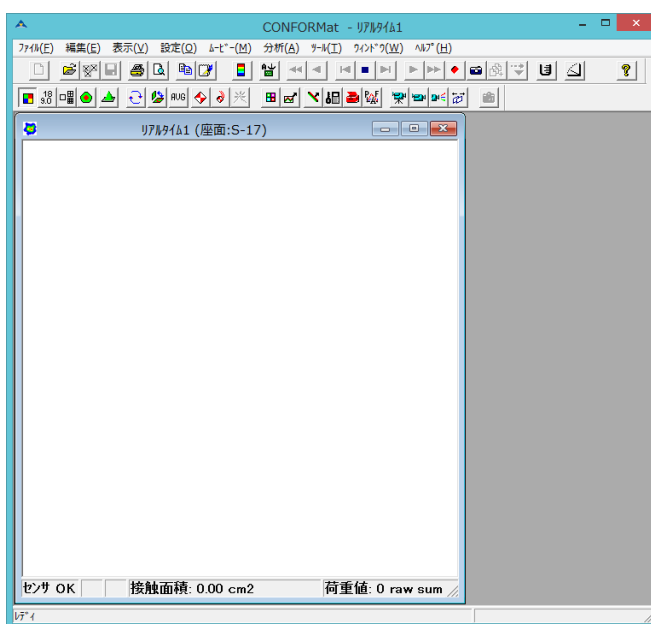 CONFORMat - ﾘｱﾙﾀｲﾑ1
ﾌｧｲﾙ(F) 編集(E) 表示(V) 設定(O) ﾑｰﾋﾞｰ(M) 分析(A) ﾂｰﾙ(T) ｳｨﾝﾄﾞｳ(W) ﾍﾙﾌﾟ(H)
AVG
ﾘｱﾙﾀｲﾑ1 (座面:S-17)
センサ OK 接触面積: 0.00 cm2 荷重値: 0 raw sum
ﾚﾃﾞｨ